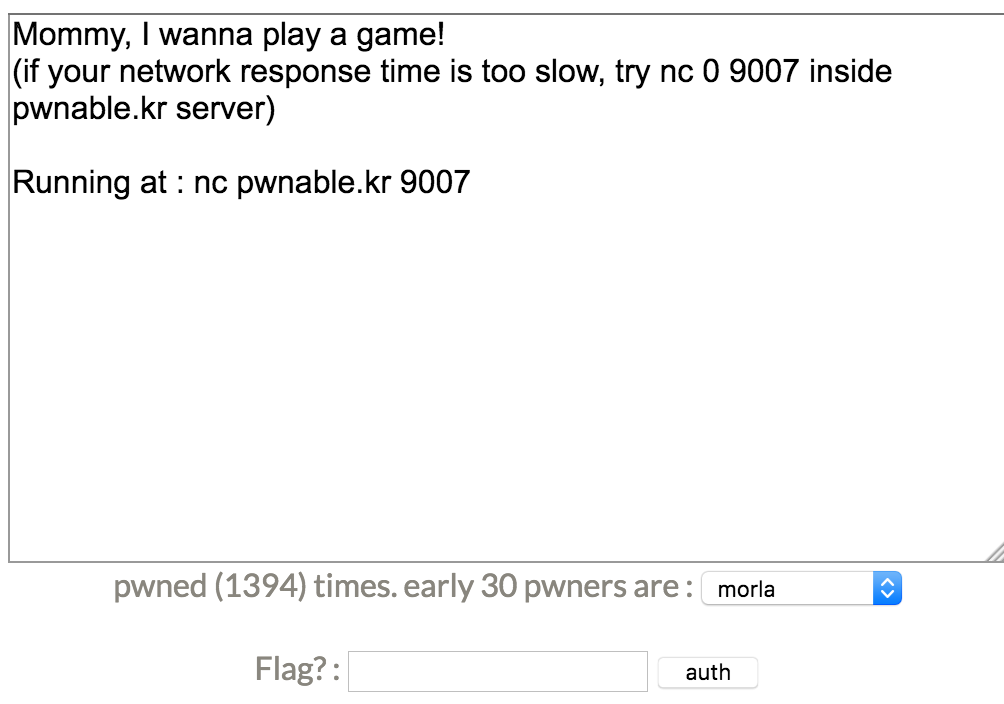 Mommy, I wanna play a game!
(if your network response time is too slow, try nc 0 9007 inside
pwnable.kr server)
Running at : nc pwnable.kr 9007
pwned (1394) times. early 30 pwners are : morla
Flag? : auth